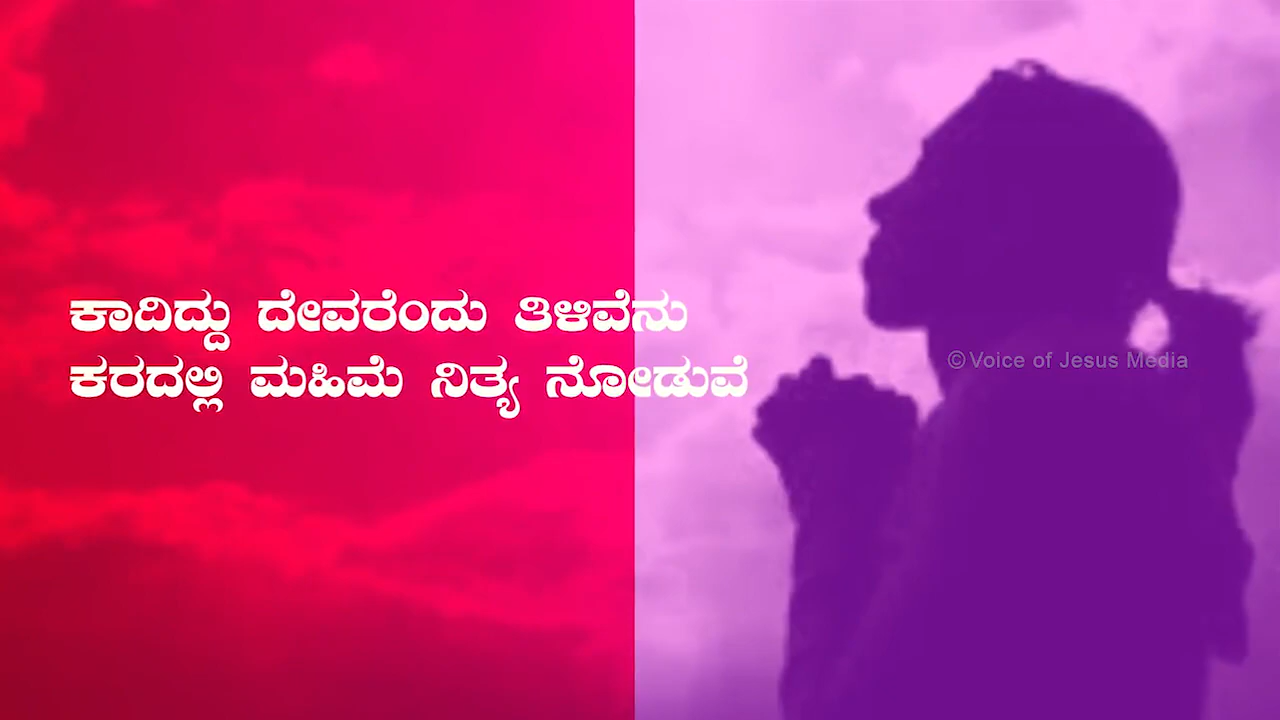 ಕಾದಿದ್ದು ದೇವರೆಂದು ತಿಳಿವೆನು
ಕರದಲ್ಲಿ ಮಹಿಮೆ ನಿತ್ಯ ನೋಡುವೆ
©Voice of Jesus Media